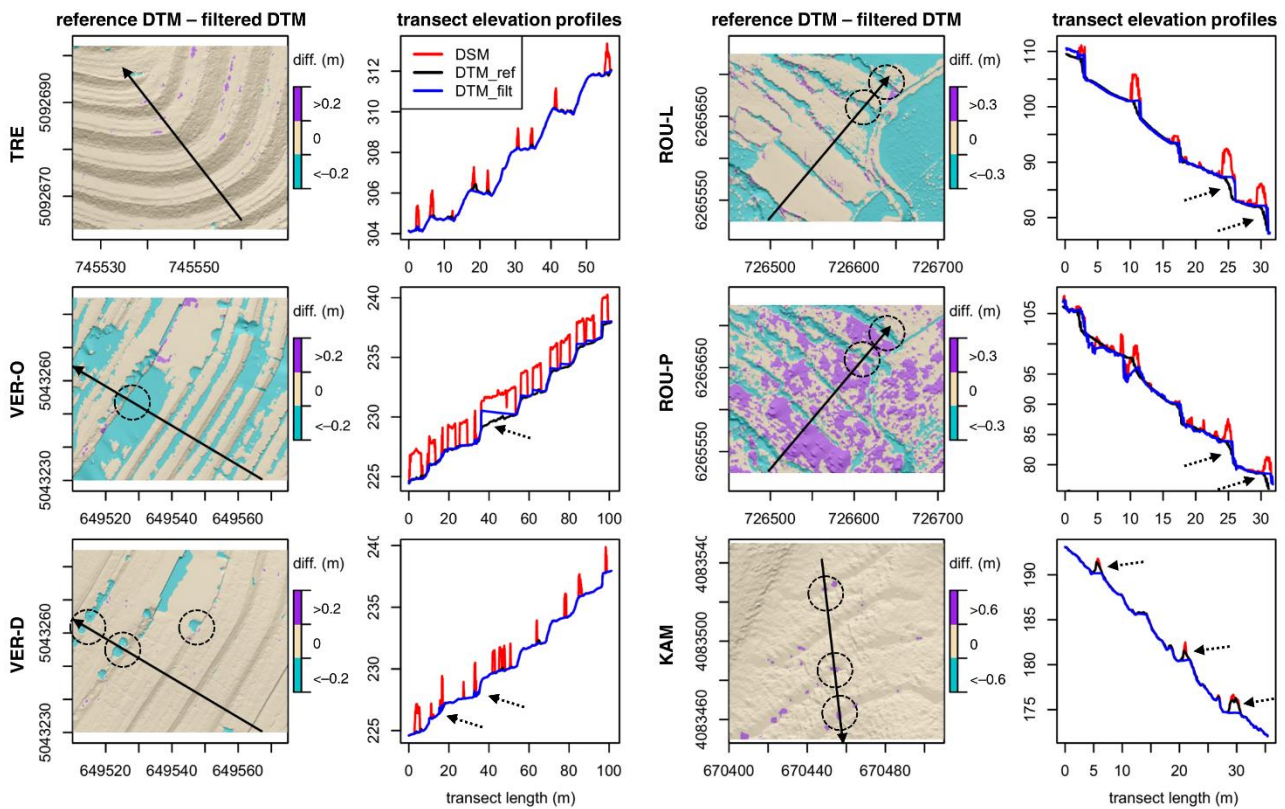 reference DTM – filtered DTM
transect elevation profiles
reference DTM – filtered DTM
transect elevation profiles
TRE
5092670 5092690
745530 745550
diff. (m)
>0.2
0
<–0.2
DSM
DTM_ref
DTM_filt
304 306 308 310 312
0 10 20 30 40 50
ROU-L
6265550 6265650
726500 726600 726700
diff. (m)
>0.3
0
<–0.3
80 90 100 110
0 5 10 15 20 25 30
VER-O
5043230 5043260
649520 649540 649560
diff. (m)
>0.2
0
<–0.2
225 230 235 240
0 20 40 60 80 100
ROU-P
6265550 6265650
726500 726600 726700
diff. (m)
>0.3
0
<–0.3
80 85 90 95 105
0 5 10 15 20 25 30
VER-D
5043230 5043260
649520 649540 649560
diff. (m)
>0.2
0
<–0.2
225 230 235 240
0 20 40 60 80 100
transect length (m)
KAM
4083460 4083500 4083540
670400 670440 670480
diff. (m)
>0.6
0
<–0.6
175 181 185 190
0 10 20 30
transect length (m)